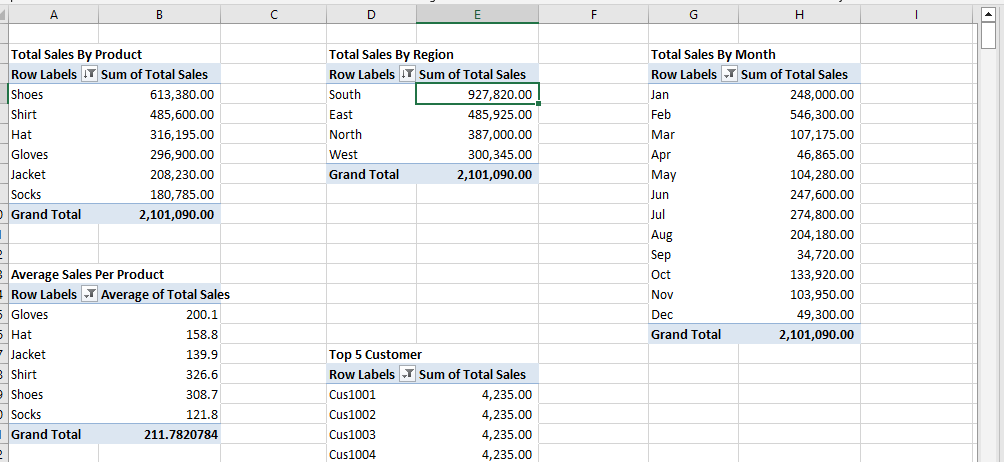 A B C D E F G H I
Total Sales By Product Total Sales By Region Total Sales By Month
Row Labels Sum of Total Sales Row Labels Sum of Total Sales Row Labels Sum of Total Sales
Shoes 613,380.00 South 927,820.00 Jan 248,000.00
Shirt 485,600.00 East 485,925.00 Feb 546,300.00
Hat 316,195.00 North 387,000.00 Mar 107,175.00
Gloves 296,900.00 West 300,345.00 Apr 46,865.00
Jacket 208,230.00 Grand Total 2,101,090.00 May 104,280.00
Socks 180,785.00 Jun 247,600.00
Grand Total 2,101,090.00 Jul 274,800.00
Aug 204,180.00
Sep 34,720.00
Average Sales Per Product Oct 133,920.00
Row Labels Average of Total Sales Nov 103,950.00
Gloves 200.1 Dec 49,300.00
Hat 158.8 Grand Total 2,101,090.00
Jacket 139.9 Top 5 Customer
Shirt 326.6 Row Labels Sum of Total Sales
Shoes 308.7 Cus1001 4,235.00
Socks 121.8 Cus1002 4,235.00
Grand Total 211.7820784 Cus1003 4,235.00
Cus1004 4,235.00